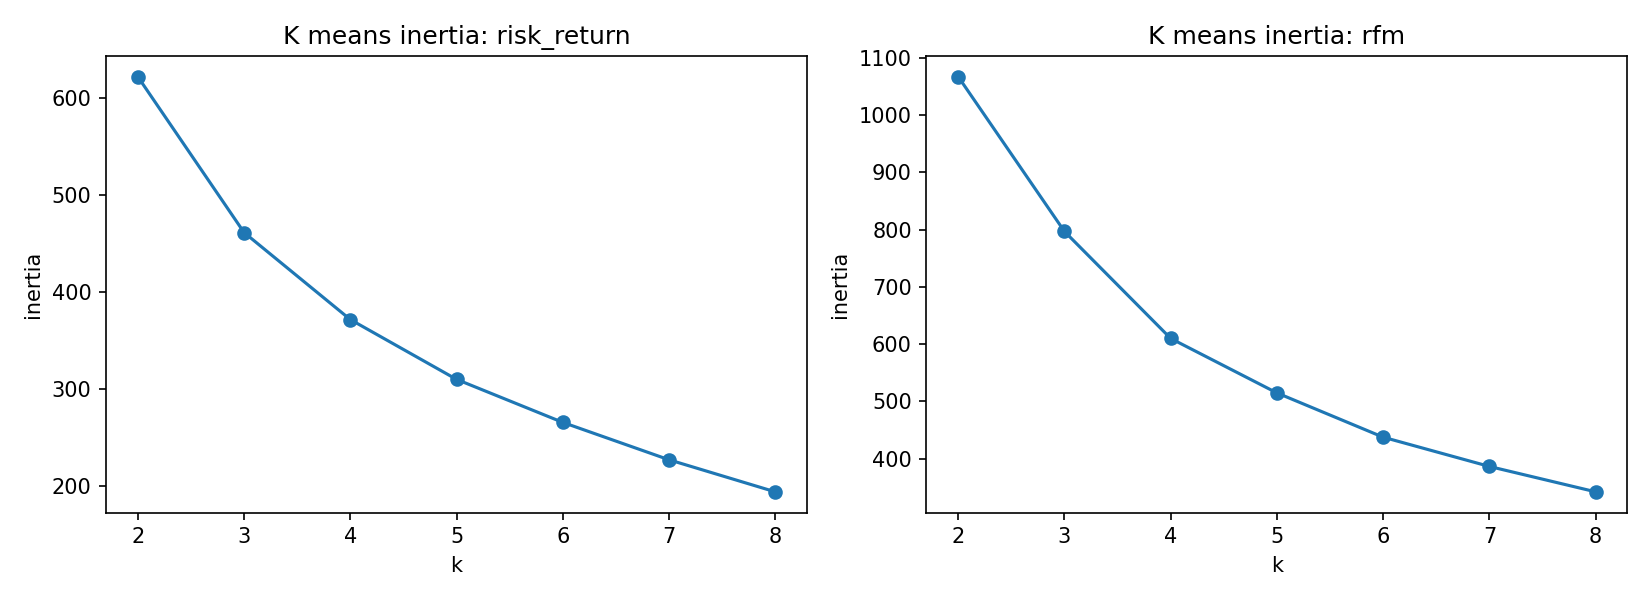 K means inertia: risk_return
600
500
400
300
200
inertia
2 3 4 5 6 7 8
k
K means inertia: rfm
1100
1000
900
800
700
600
500
400
inertia
2 3 4 5 6 7 8
k